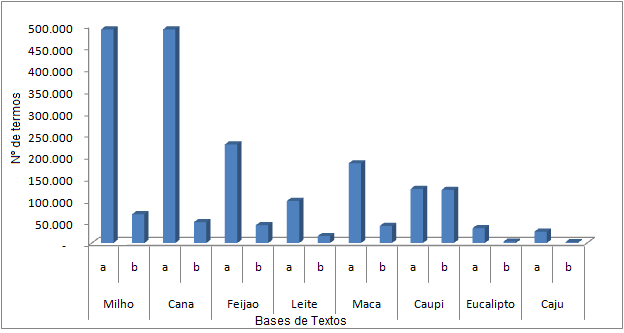 500.000
450.000
400.000
350.000
300.000
250.000
200.000
150.000
100.000
50.000
-
Nº de termos
a b a b a b a b a b a b a b a b
Milho Cana Feijao Leite Maca Caupi Eucalipto Caju
Bases de Textos